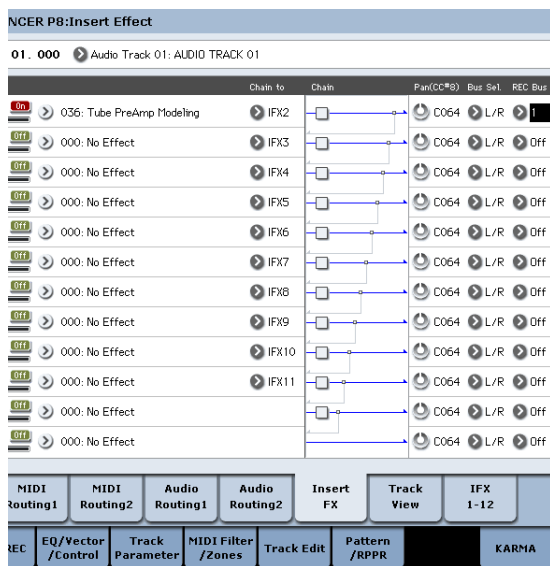 NCER P8:Insert Effect
01. 000 Audio Track 01: AUDIO TRACK 01
Chain to Chain Pan(CC#8) Bus Sel. REC Bus
On 036: Tube PreAmp Modeling IFX2 C064 L/R 1
Off 000: No Effect IFX3 C064 L/R Off
Off 000: No Effect IFX4 C064 L/R Off
Off 000: No Effect IFX5 C064 L/R Off
Off 000: No Effect IFX6 C064 L/R Off
Off 000: No Effect IFX7 C064 L/R Off
Off 000: No Effect IFX8 C064 L/R Off
Off 000: No Effect IFX9 C064 L/R Off
Off 000: No Effect IFX10 C064 L/R Off
Off 000: No Effect IFX11 C064 L/R Off
Off 000: No Effect C064 L/R Off
Off 000: No Effect C064 L/R Off
MIDI MIDI Audio Audio Insert Track IFX
Routing1 Routing2 Routing1 Routing2 FX View 1-12
REC EQ/Vector Track MIDI Filter Track Edit Pattern KARMA
/Control Parameter /Zones /RPPR